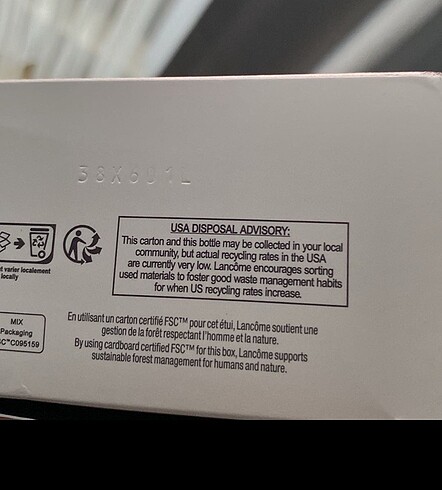 38X601L
USA DISPOSAL ADVISORY:
This carton and this bottle may be collected in your local
community, but actual recycling rates in the USA
are currently very low. Lancôme encourages sorting
used materials to foster good waste management habits
for when US recycling rates increase.
t varier localement
locally
MIX
Packaging
SC™C095159
En utilisant un carton certifié FSC™ pour cet étui, Lancôme soutient une
gestion de la forêt respectant l'homme et la nature.
By using cardboard certified FSC™ for this box, Lancôme supports
sustainable forest management for humans and nature.